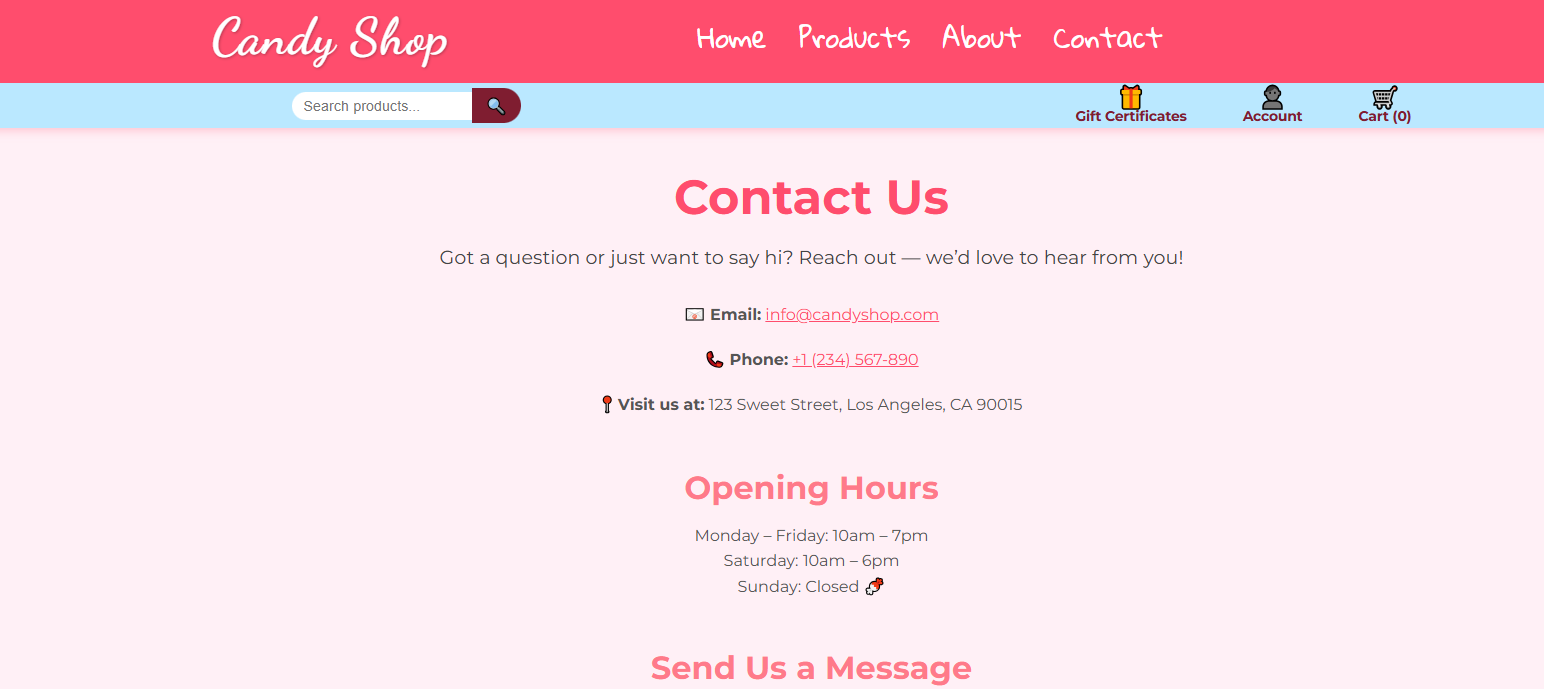 Candy Shop
Home Products About Contact
Search products...
Gift Certificates Account Cart (0)
Contact Us
Got a question or just want to say hi? Reach out — we’d love to hear from you!
Email: info@candyshop.com
Phone: +1 (234) 567-890
Visit us at: 123 Sweet Street, Los Angeles, CA 90015
Opening Hours
Monday – Friday: 10am – 7pm
Saturday: 10am – 6pm
Sunday: Closed
Send Us a Message